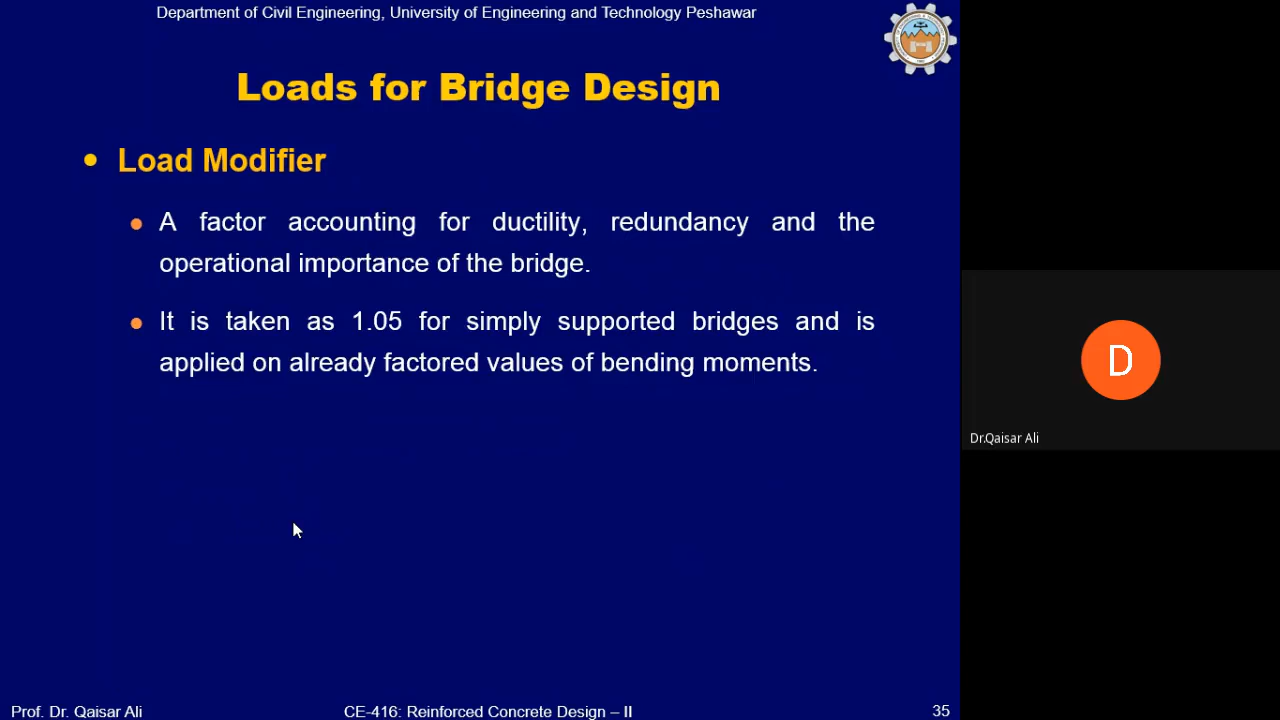 Department of Civil Engineering, University of Engineering and Technology Peshawar
Loads for Bridge Design
• Load Modifier
• A factor accounting for ductility, redundancy and the
operational importance of the bridge.
• It is taken as 1.05 for simply supported bridges and is
applied on already factored values of bending moments.
D
Dr.Qaisar Ali
Prof. Dr. Qaisar Ali
CE-416: Reinforced Concrete Design – II
35